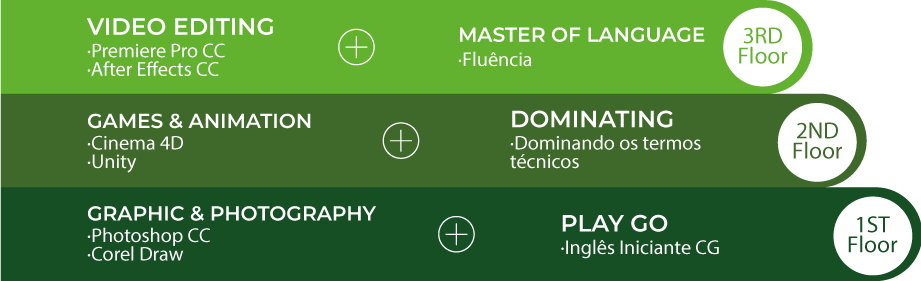 VIDEO EDITING
·Premiere Pro CC
·After Effects CC
MASTER OF LANGUAGE
·Fluência
3RD
Floor
GAMES & ANIMATION
·Cinema 4D
·Unity
DOMINATING
·Dominando os termos
técnicos
2ND
Floor
GRAPHIC & PHOTOGRAPHY
·Photoshop CC
·Corel Draw
PLAY GO
·Inglês Iniciante CG
1ST
Floor